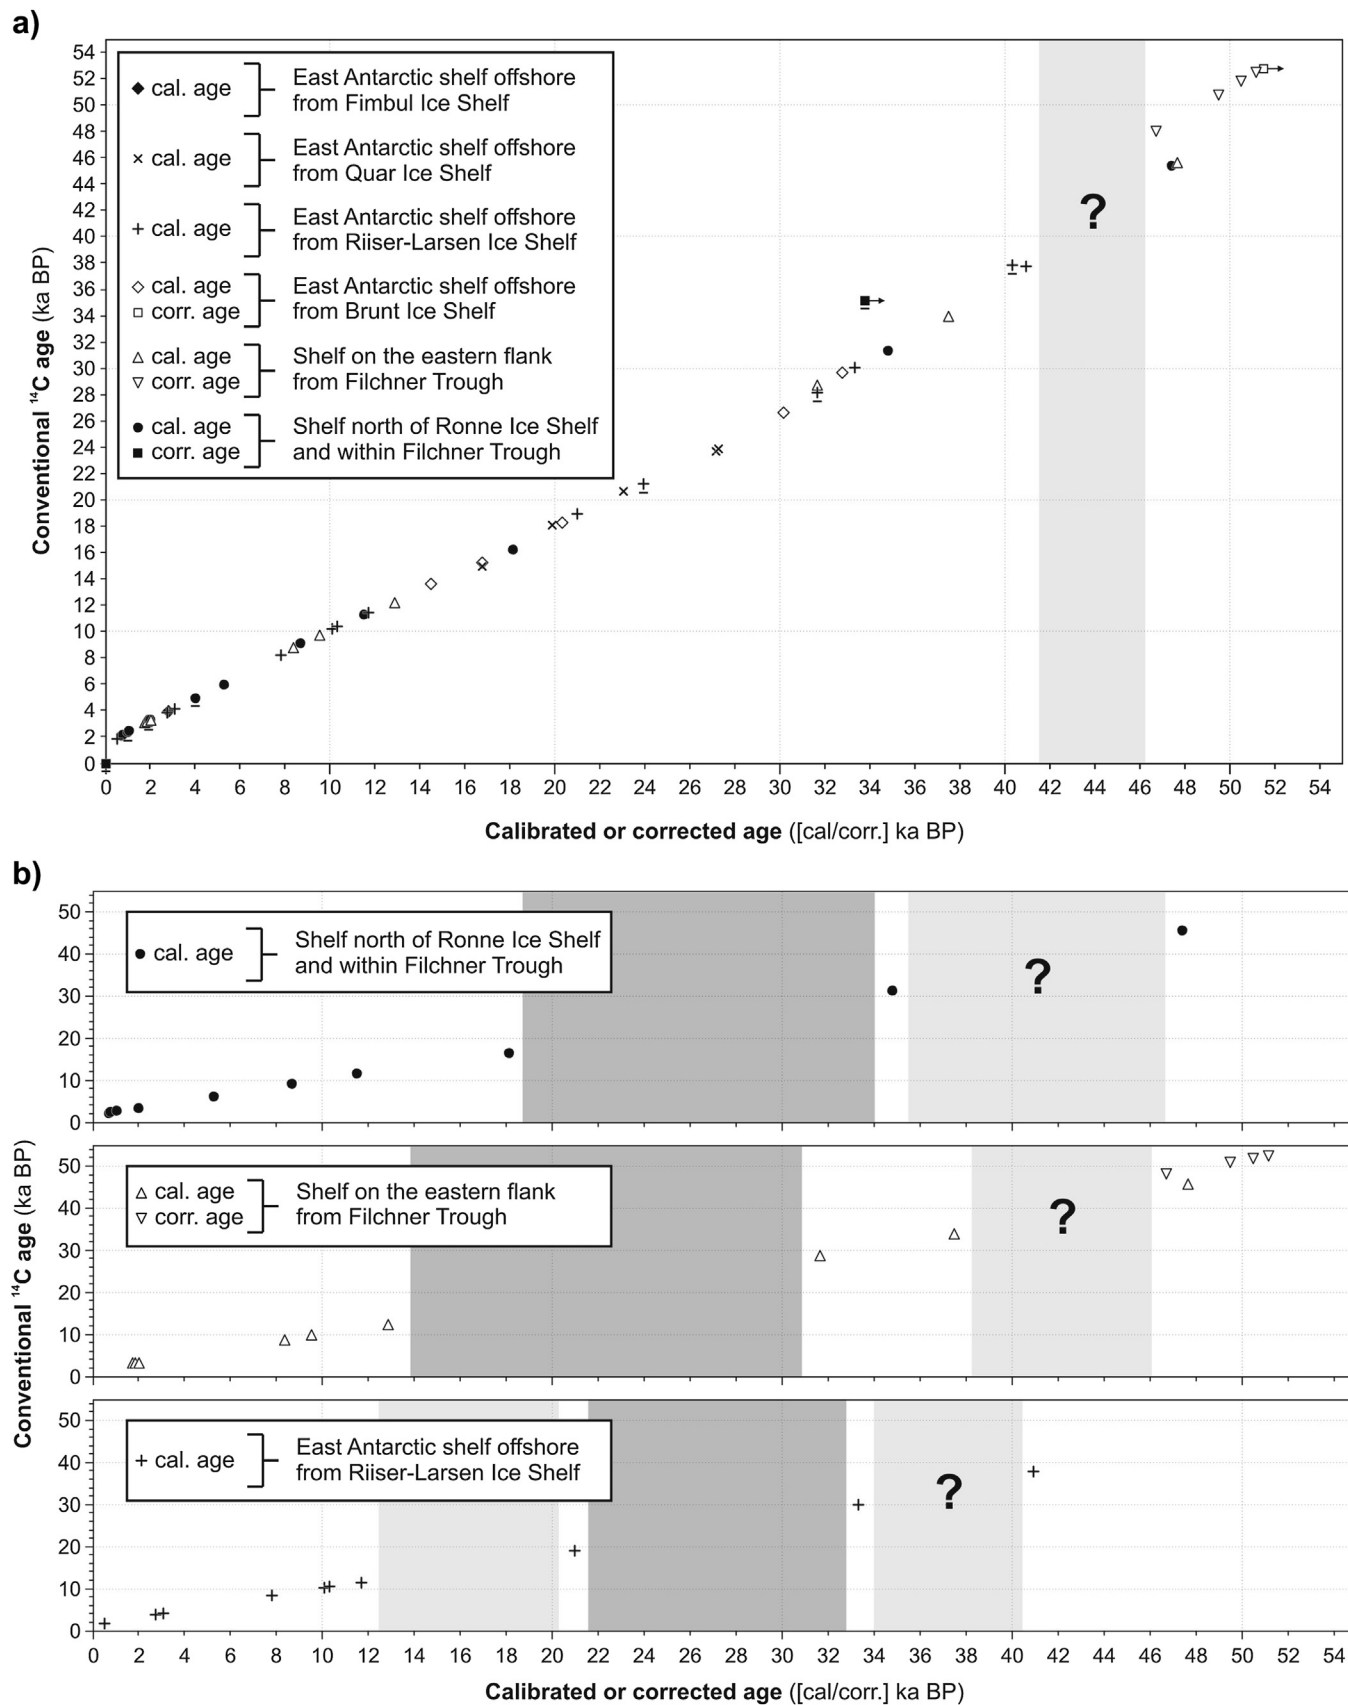 a)
54
52
50
48
46
44
42
40
38
36
34
32
30
28
26
24
22
20
18
16
14
12
10
8
6
4
2
0
Conventional ¹⁴C age (ka BP)
cal. age
East Antarctic shelf offshore
from Fimbul Ice Shelf
cal. age
East Antarctic shelf offshore
from Quar Ice Shelf
cal. age
East Antarctic shelf offshore
from Riiser-Larsen Ice Shelf
cal. age
corr. age
East Antarctic shelf offshore
from Brunt Ice Shelf
cal. age
corr. age
Shelf on the eastern flank
from Filchner Trough
cal. age
corr. age
Shelf north of Ronne Ice Shelf
and within Filchner Trough
?
0 2 4 6 8 10 12 14 16 18 20 22 24 26 28 30 32 34 36 38 40 42 44 46 48 50 52 54
Calibrated or corrected age ([cal/corr.] ka BP)
b)
50
40
30
20
10
0
cal. age
Shelf north of Ronne Ice Shelf
and within Filchner Trough
?
50
40
30
20
10
0
Conventional ¹⁴C age (ka BP)
cal. age
corr. age
Shelf on the eastern flank
from Filchner Trough
?
50
40
30
20
10
0
cal. age
East Antarctic shelf offshore
from Riiser-Larsen Ice Shelf
?
0 2 4 6 8 10 12 14 16 18 20 22 24 26 28 30 32 34 36 38 40 42 44 46 48 50 52 54
Calibrated or corrected age ([cal/corr.] ka BP)